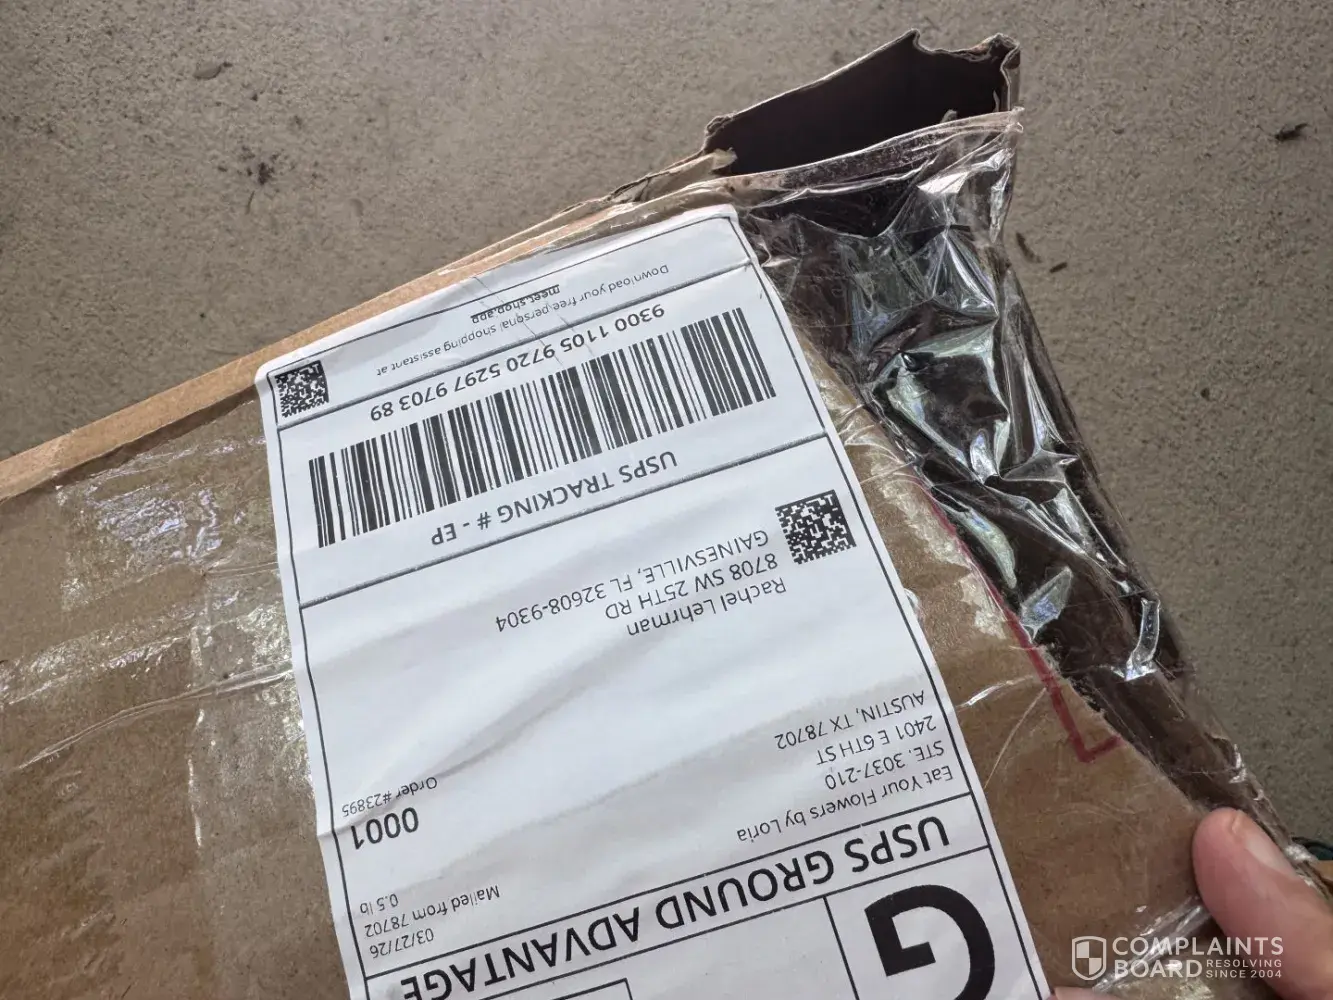 G
USPS GROUND ADVANTAGE
Eat Your Flowers by Loria
STE. 3037-210
2401 E 6TH ST
AUSTIN, TX 78702
03/27/26
Mailed from 78702
0.5 lb
0001
Order #23895
Rachel Lehrman
8708 SW 25TH RD
GAINESVILLE, FL 32608-9304
USPS TRACKING # - EP
9300 1105 9720 5297 9703 89
Download your free, personal shopping assistant at
meet.shop.app
COMPLAINTS
BOARD RESOLVING
SINCE 2004